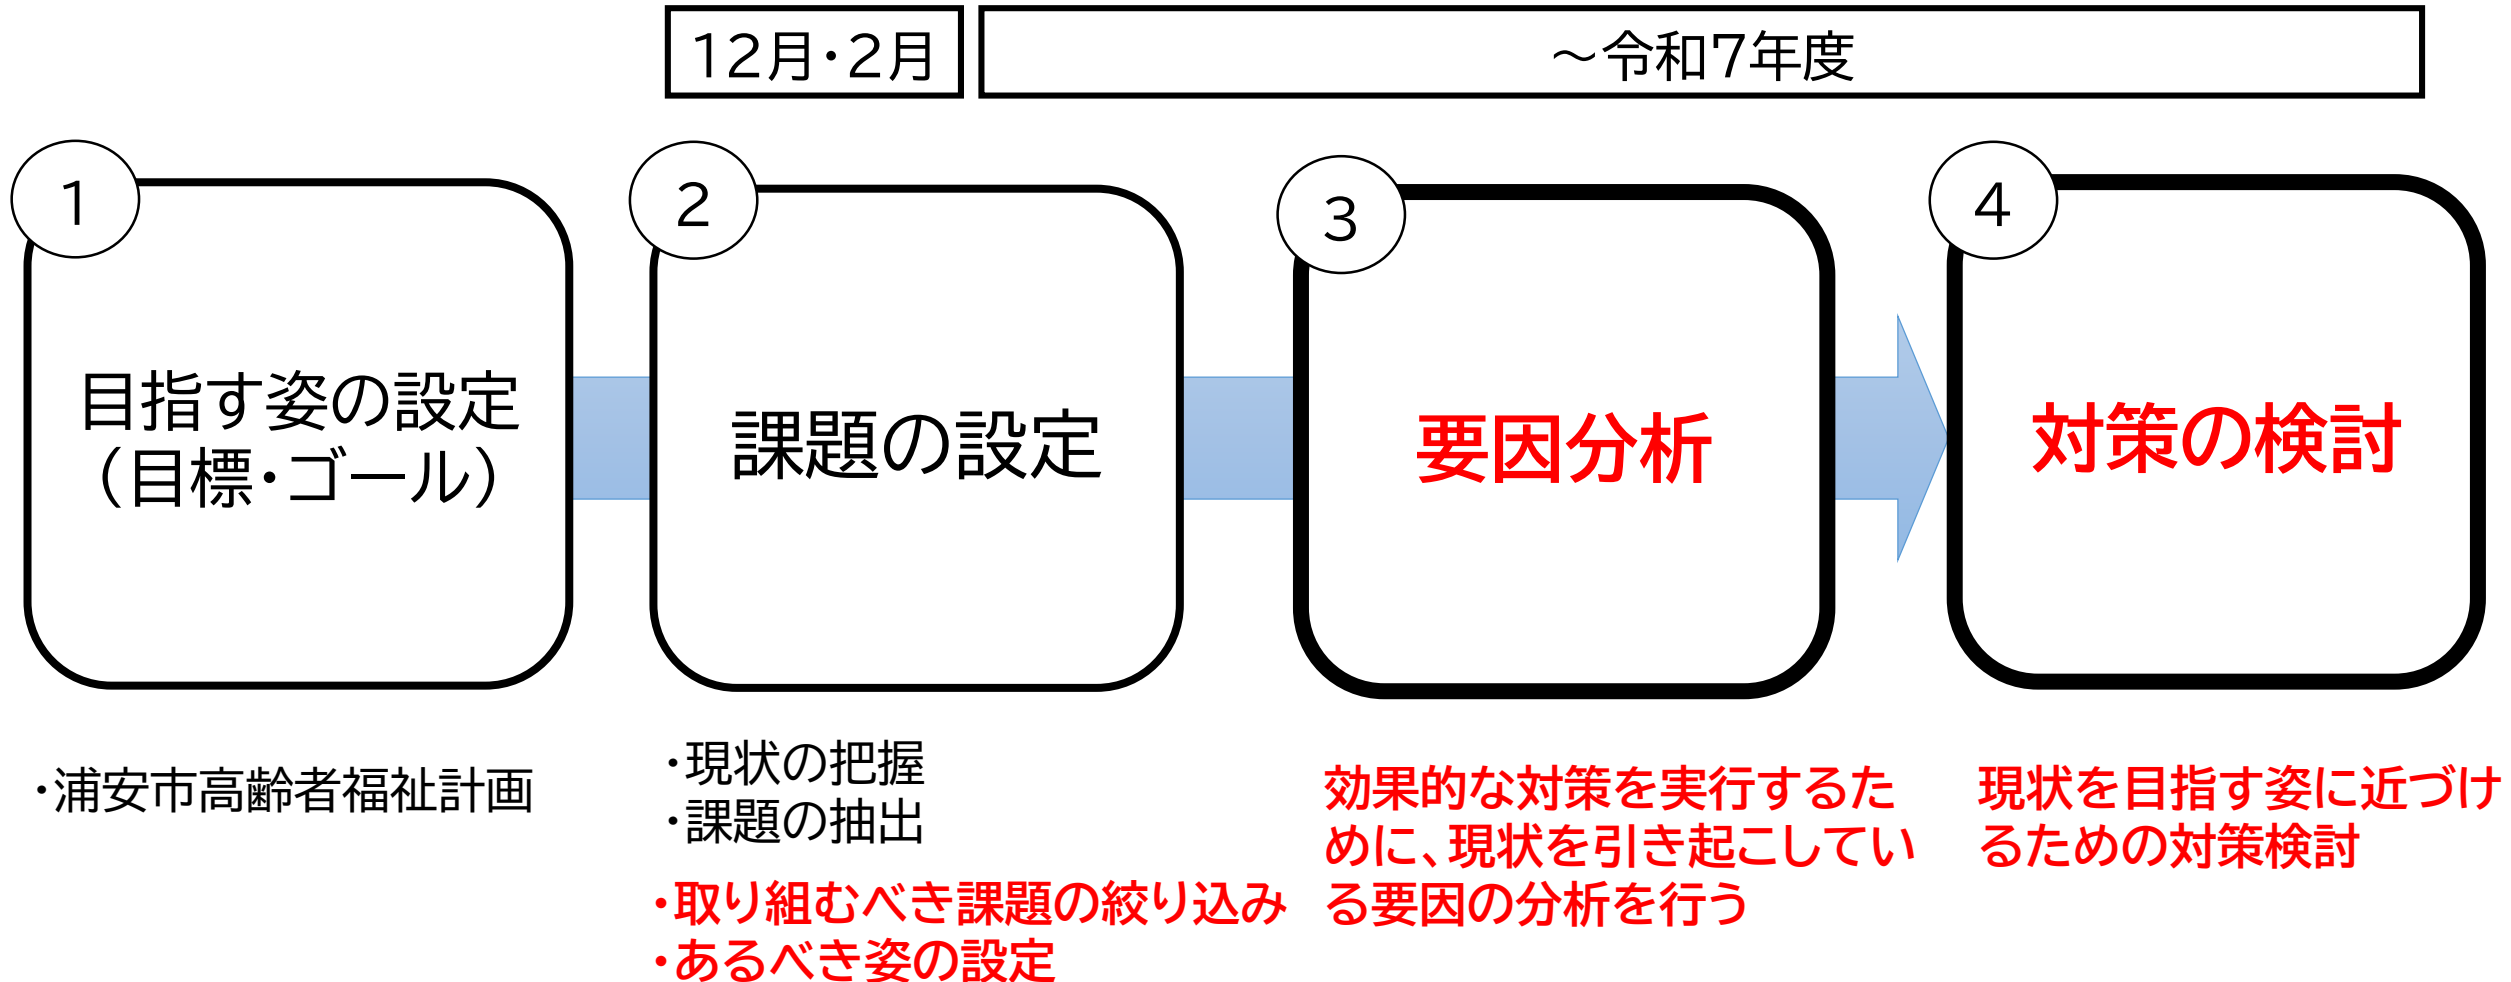 12月・2月
～令和7年度
1
目指す姿の設定
(目標・ゴール)
・浦安市高齢者保健福祉計画
2
課題の設定
・現状の把握
・課題の抽出
・取り組むべき課題の絞り込み
・あるべき姿の設定
3
要因分析
効果的な対策を行うた
めに、現状を引き起こしてい
る要因の分析を行う
4
対策の検討
目指す姿に近づけ
るための対策検討